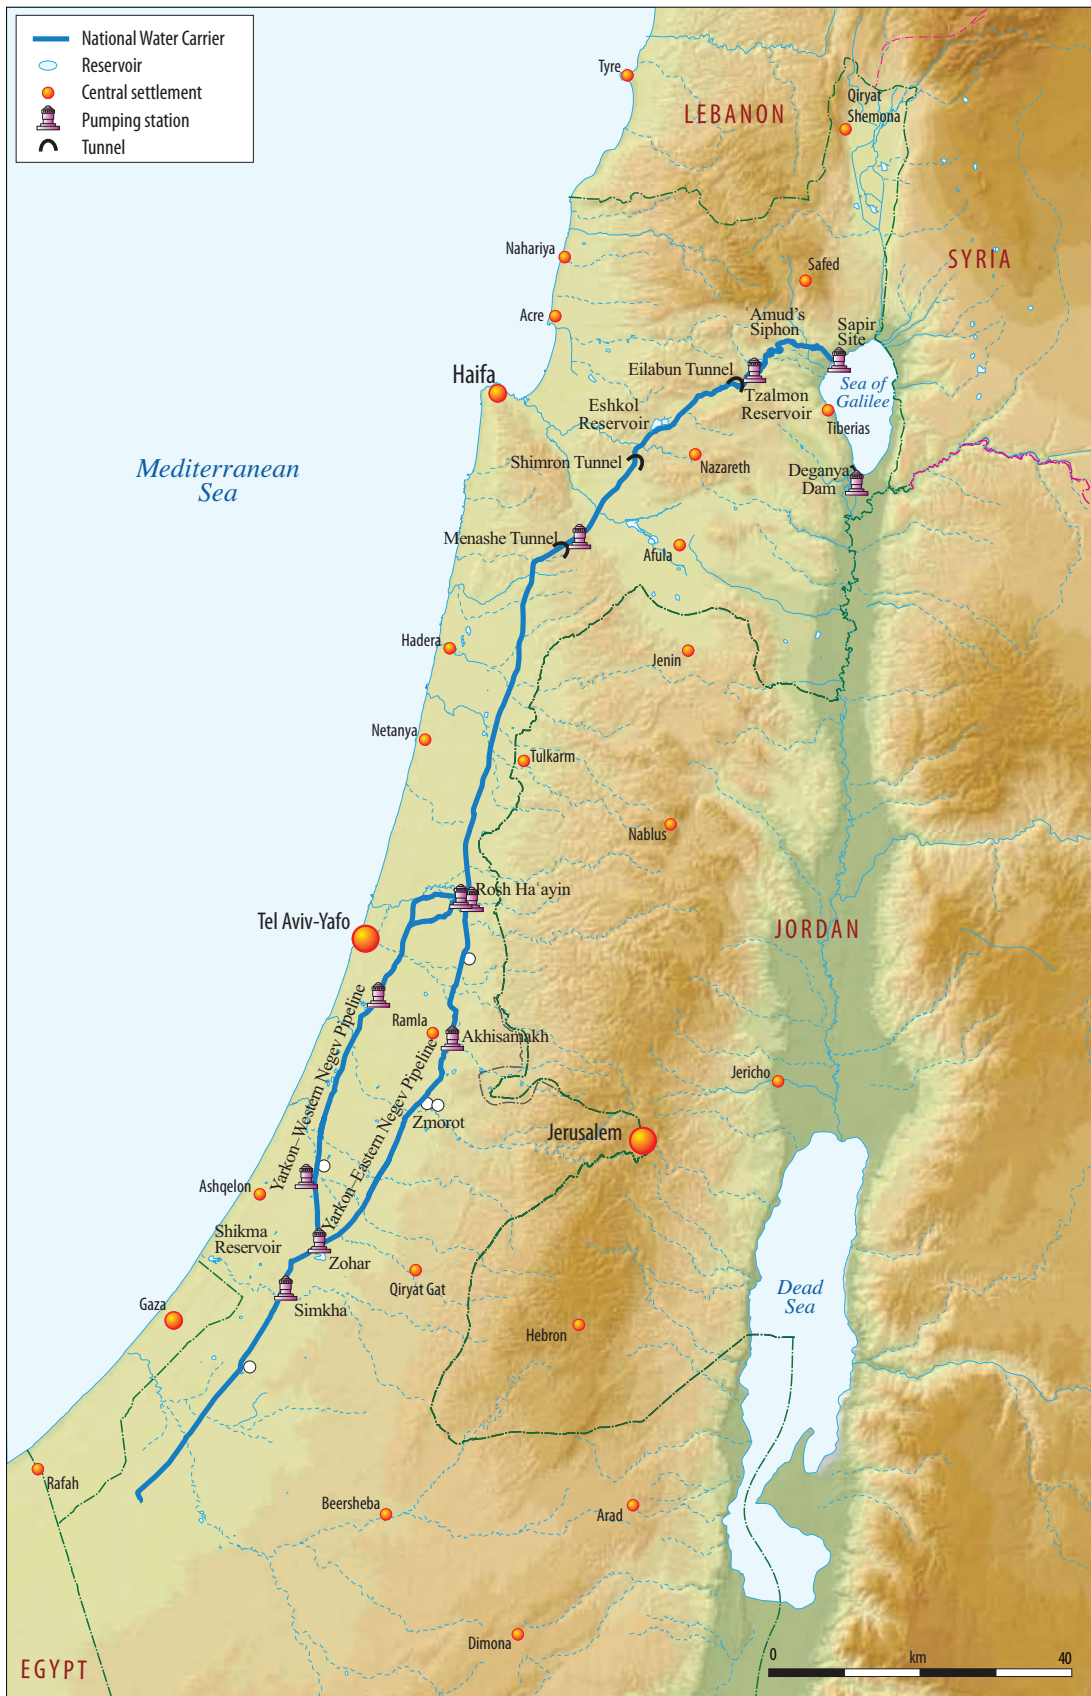 National Water Carrier
Reservoir
Central settlement
Pumping station
Tunnel
Tyre
LEBANON
Qiryat
Shemona
SYRIA
Nahariya
Safed
Acre
ʿAmud's
Siphon
Sapir
Site
Haifa
Eilabun Tunnel
Sea of
Galilee
Tzalmon
Reservoir
Eshkol
Reservoir
Tiberias
Shimron Tunnel
Nazareth
Mediterranean
Sea
Deganya
Dam
Menashe Tunnel
Afula
Hadera
Jenin
Netanya
Tulkarm
Nablus
Rosh Haʿayin
Tel Aviv-Yafo
JORDAN
Yarkon–Western Negev Pipeline
Ramla
Akhisamakh
Yarkon–Eastern Negev Pipeline
Jericho
Zmorot
Jerusalem
Ashqelon
Shikma
Reservoir
Zohar
Qiryat Gat
Dead
Sea
Gaza
Simkha
Hebron
Rafah
Beersheba
Arad
Dimona
EGYPT
0
km
40